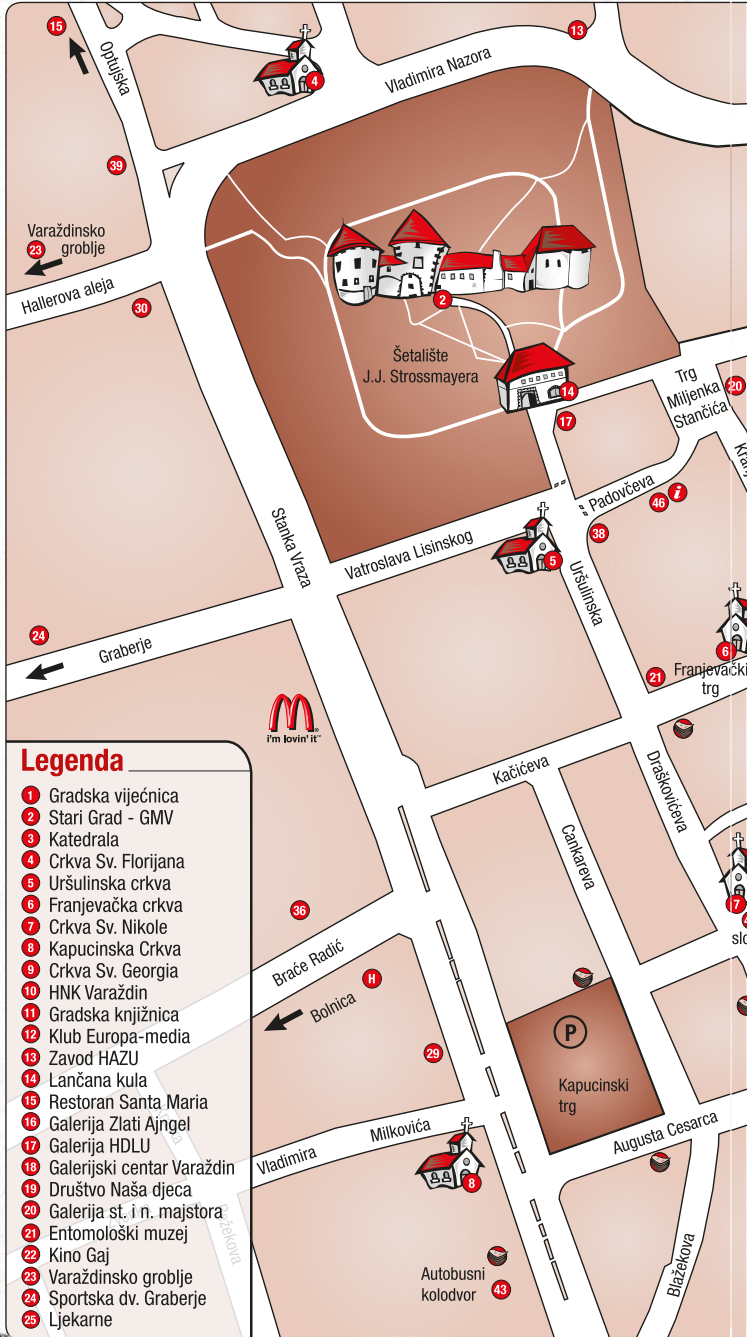 15
Optujska
4
13
Vladimira Nazora
39
Varaždinsko
groblje
23
Hallerova aleja
30
2
Šetalište
J.J. Strossmayera
14
17
Trg
Miljenka
Stančića
20
Padovčeva
46
i
38
Stanka Vraza
Vatroslava Lisinskog
5
Uršulinska
24
Graberje
6
21
Franjevački
trg
i'm lovin' it™
Kačićeva
Draškovićeva
Cankareva
7
36
Braće Radić
H
Bolnica
29
P
Kapucinski
trg
Augusta Cesarca
Vladimira
Milkovića
8
Blažekova
Autobusni
kolodvor
43
Legenda
1 Gradska vijećnica
2 Stari Grad - GMV
3 Katedrala
4 Crkva Sv. Florijana
5 Uršulinska crkva
6 Franjevačka crkva
7 Crkva Sv. Nikole
8 Kapucinska Crkva
9 Crkva Sv. Georgia
10 HNK Varaždin
11 Gradska knjižnica
12 Klub Europa-media
13 Zavod HAZU
14 Lančana kula
15 Restoran Santa Maria
16 Galerija Zlati Ajngel
17 Galerija HDLU
18 Galerijski centar Varaždin
19 Društvo Naša djeca
20 Galerija st. i n. majstora
21 Entomološki muzej
22 Kino Gaj
23 Varaždinsko groblje
24 Sportska dv. Graberje
25 Ljekarne